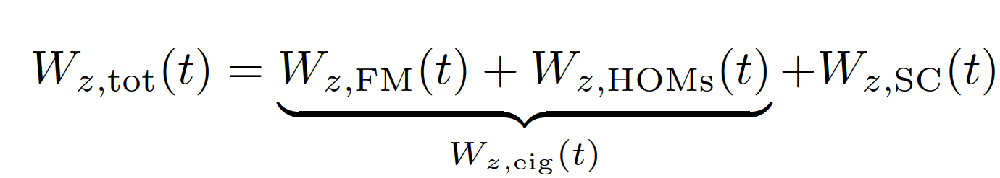 W_{z,tot}(t) = W_{z,FM}(t) + W_{z,HOMs}(t) + W_{z,SC}(t)
W_{z,eig}(t)